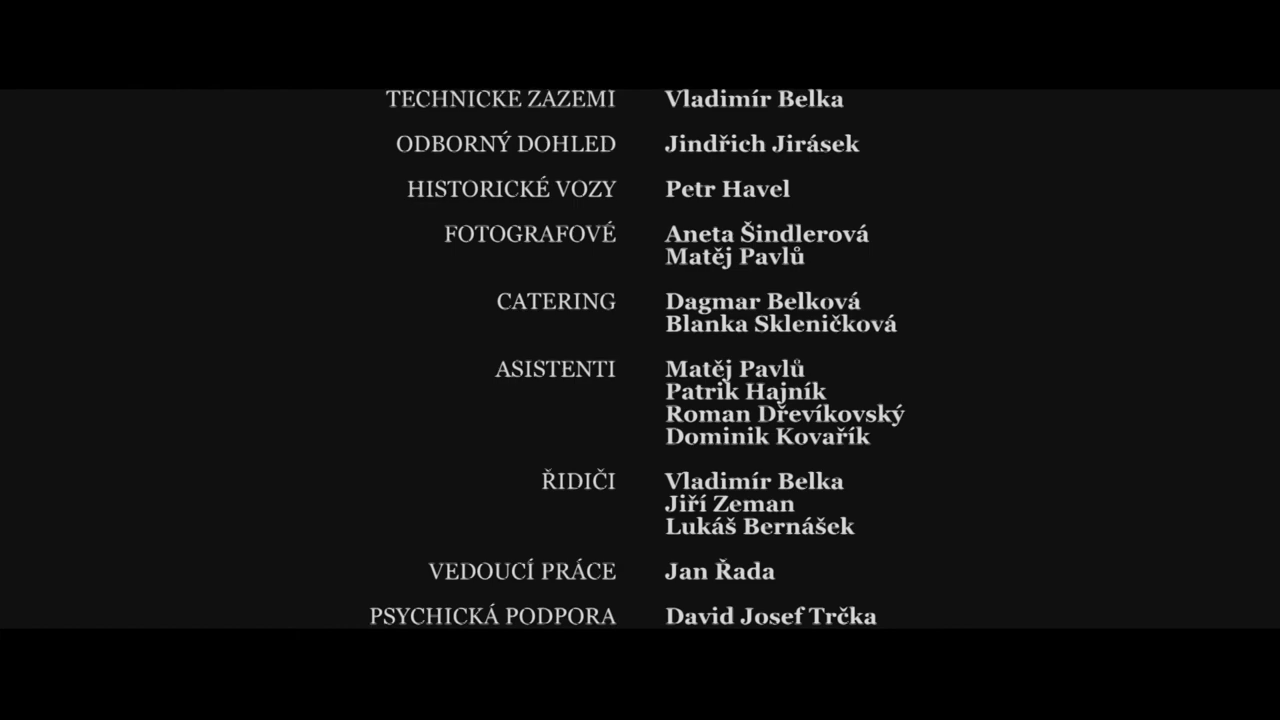 TECHNICKÉ ZÁZEMÍ Vladimír Belka
ODBORNÝ DOHLED Jindřich Jirásek
HISTORICKÉ VOZY Petr Havel
FOTOGRAFOVÉ Aneta Šindlerová
Matěj Pavlů
CATERING Dagmar Belková
Blanka Skleničková
ASISTENTI Matěj Pavlů
Patrik Hajník
Roman Dřevíkovský
Dominik Kovařík
ŘIDIČI Vladimír Belka
Jiří Zeman
Lukáš Bernášek
VEDOUCÍ PRÁCE Jan Řada
PSYCHICKÁ PODPORA David Josef Trčka